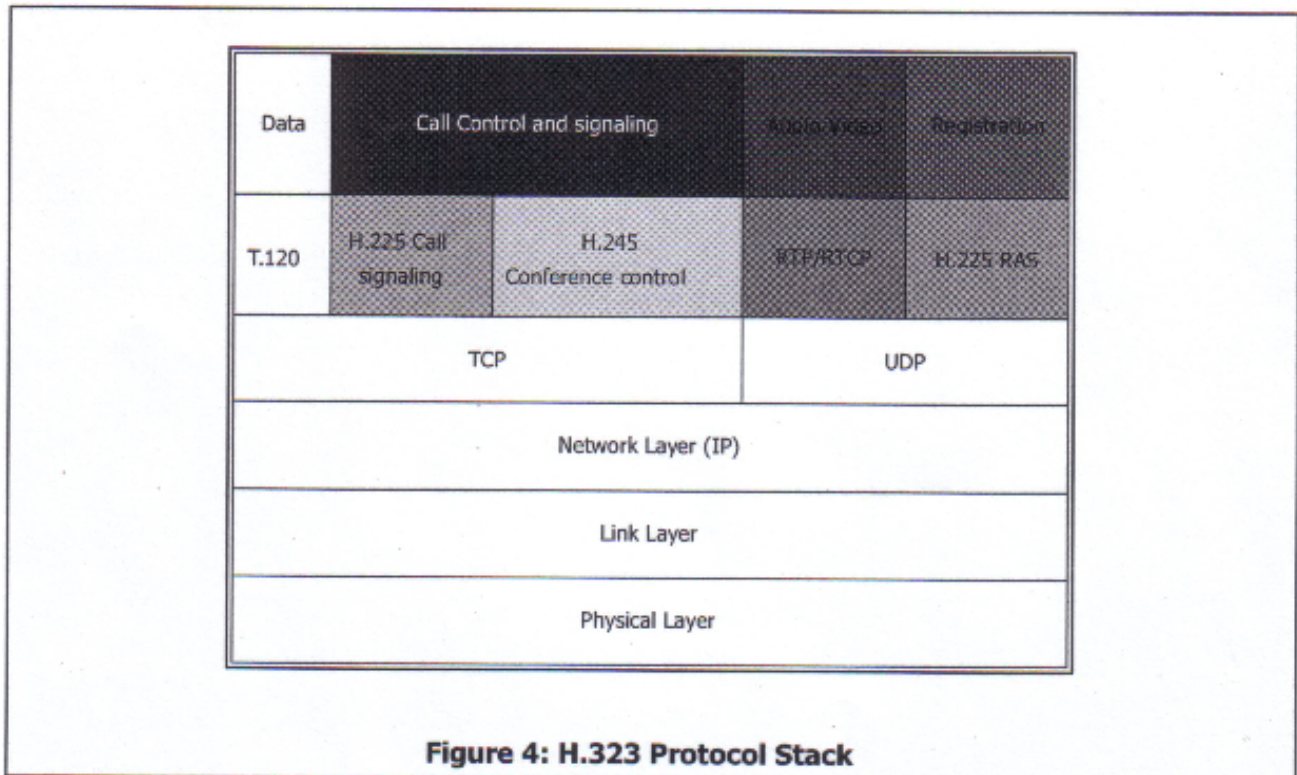 Data
Call Control and signaling
Audio Video
Registration
T.120
H.225 Call
signaling
H.245
Conference control
RTP/RTCP
H.225 RAS
TCP
UDP
Network Layer (IP)
Link Layer
Physical Layer
Figure 4: H.323 Protocol Stack